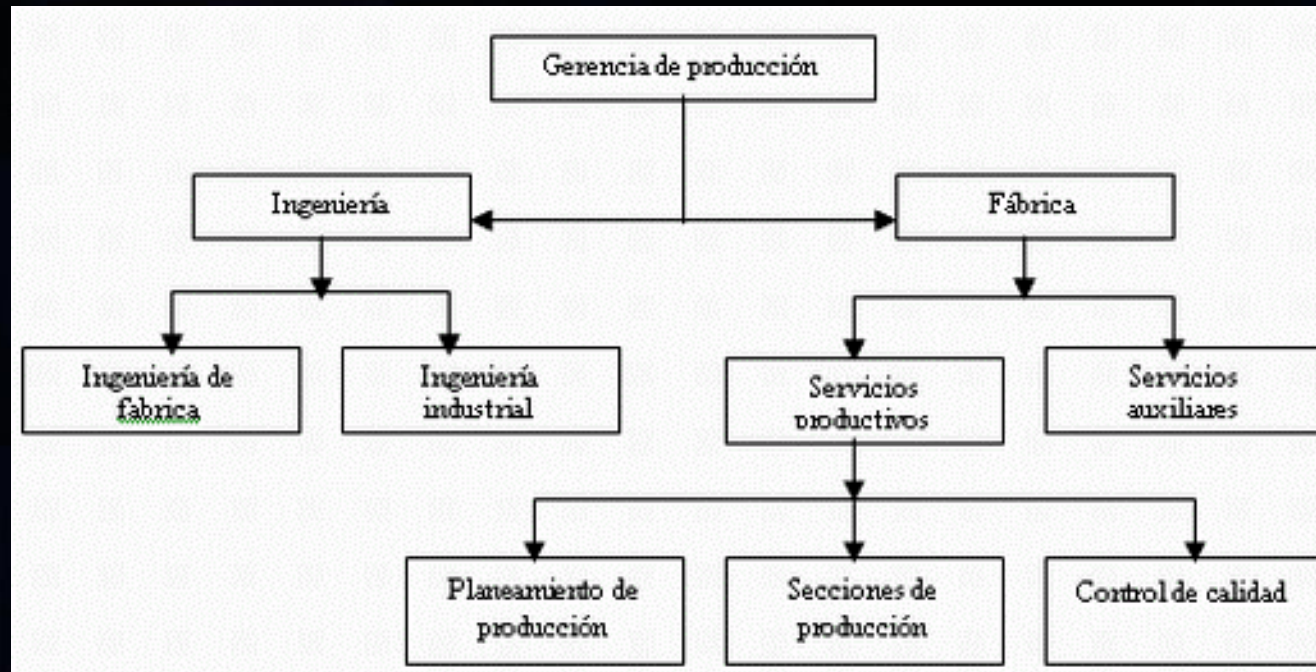 Gerencia de producción
Ingeniería
Fábrica
Ingeniería de
fabrica
Ingeniería
industrial
Servicios
productivos
Servicios
auxiliares
Planeamiento de
producción
Secciones de
producción
Control de calidad